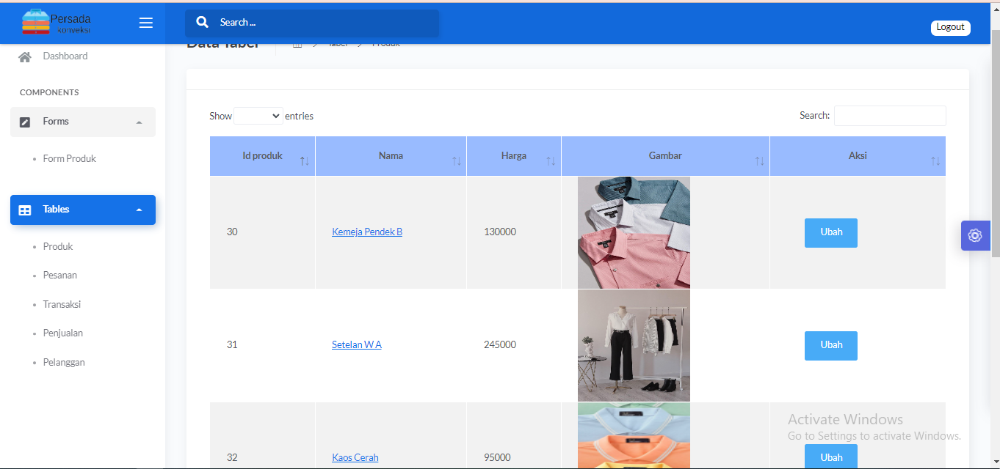 Persada
konveksi
Search ...
Logout
Dashboard
COMPONENTS
Forms
Form Produk
Tables
Produk
Pesanan
Transaksi
Penjualan
Pelanggan
Data Tabel
Tabel
Produk
Show entries
Search:
Id produk Nama Harga Gambar Aksi
30 Kemeja Pendek B 130000 Ubah
31 Setelan W A 245000 Ubah
32 Kaos Cerah 95000 Ubah
Activate Windows
Go to Settings to activate Windows.